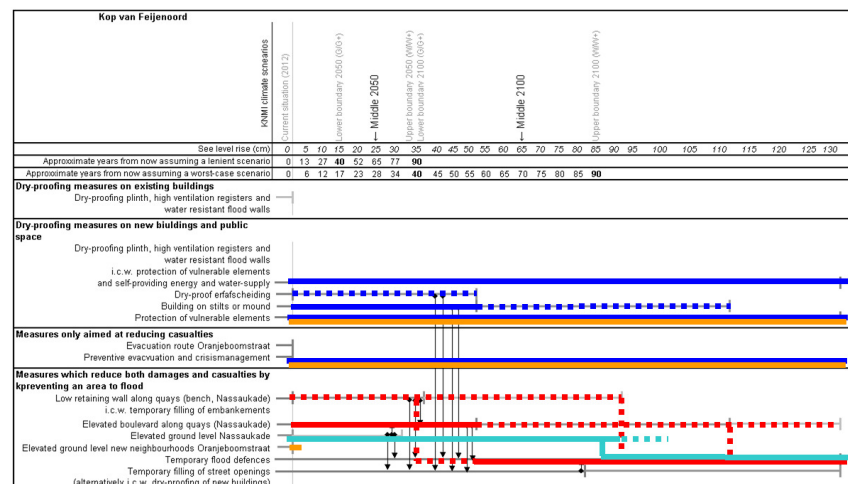 Kop van Feijenoord
KNMI climate schearios
Current situation (2012)
Lower boundary 2050 (G/G+)
Middle 2050
Upper boundary 2050 (W/W+)
Lower boundary 2100 (G/G+)
Middle 2100
Upper boundary 2100 (W/W+)
See level rise (cm) 0 5 10 15 20 25 30 35 40 45 50 55 60 65 70 75 80 85 90 95 100 105 110 115 120 125 130
Approximate years from now assuming a lenient scenario 0 13 27 40 52 65 77 90
Approximate years from now assuming a worst-case scenario 0 6 12 17 23 28 34 40 45 50 55 60 65 70 75 80 85 90
Dry-proofing measures on existing buildings
Dry-proofing plinth, high ventilation registers and
water resistant flood walls
Dry-proofing measures on new biuldings and public
space
Dry-proofing plinth, high ventilation registers and
water resistant flood walls
i.c.w. protection of vulnerable elements
and self-providing energy and water-supply
Dry-proof erfafscheiding
Building on stilts or mound
Protection of vulnerable elements
Measures only aimed at reducing casualties
Evacuation route Oranjeboomstraat
Preventive evacvuation and crisismanagement
Measures which reduce both damages and casualties by
kpreventing an area to flood
Low retaining wall along quays (bench, Nassaukade)
i.c.w. temporary filling of embankements
Elevated boulevard along quays (Nassaukade)
Elevated ground level Nassaukade
Elevated ground level new neighbourhoods Oranjeboomstraat
Temporary flood defences
Temporary filling of street openings
(alternatively i.c.w. dry-proofing of new buildings)